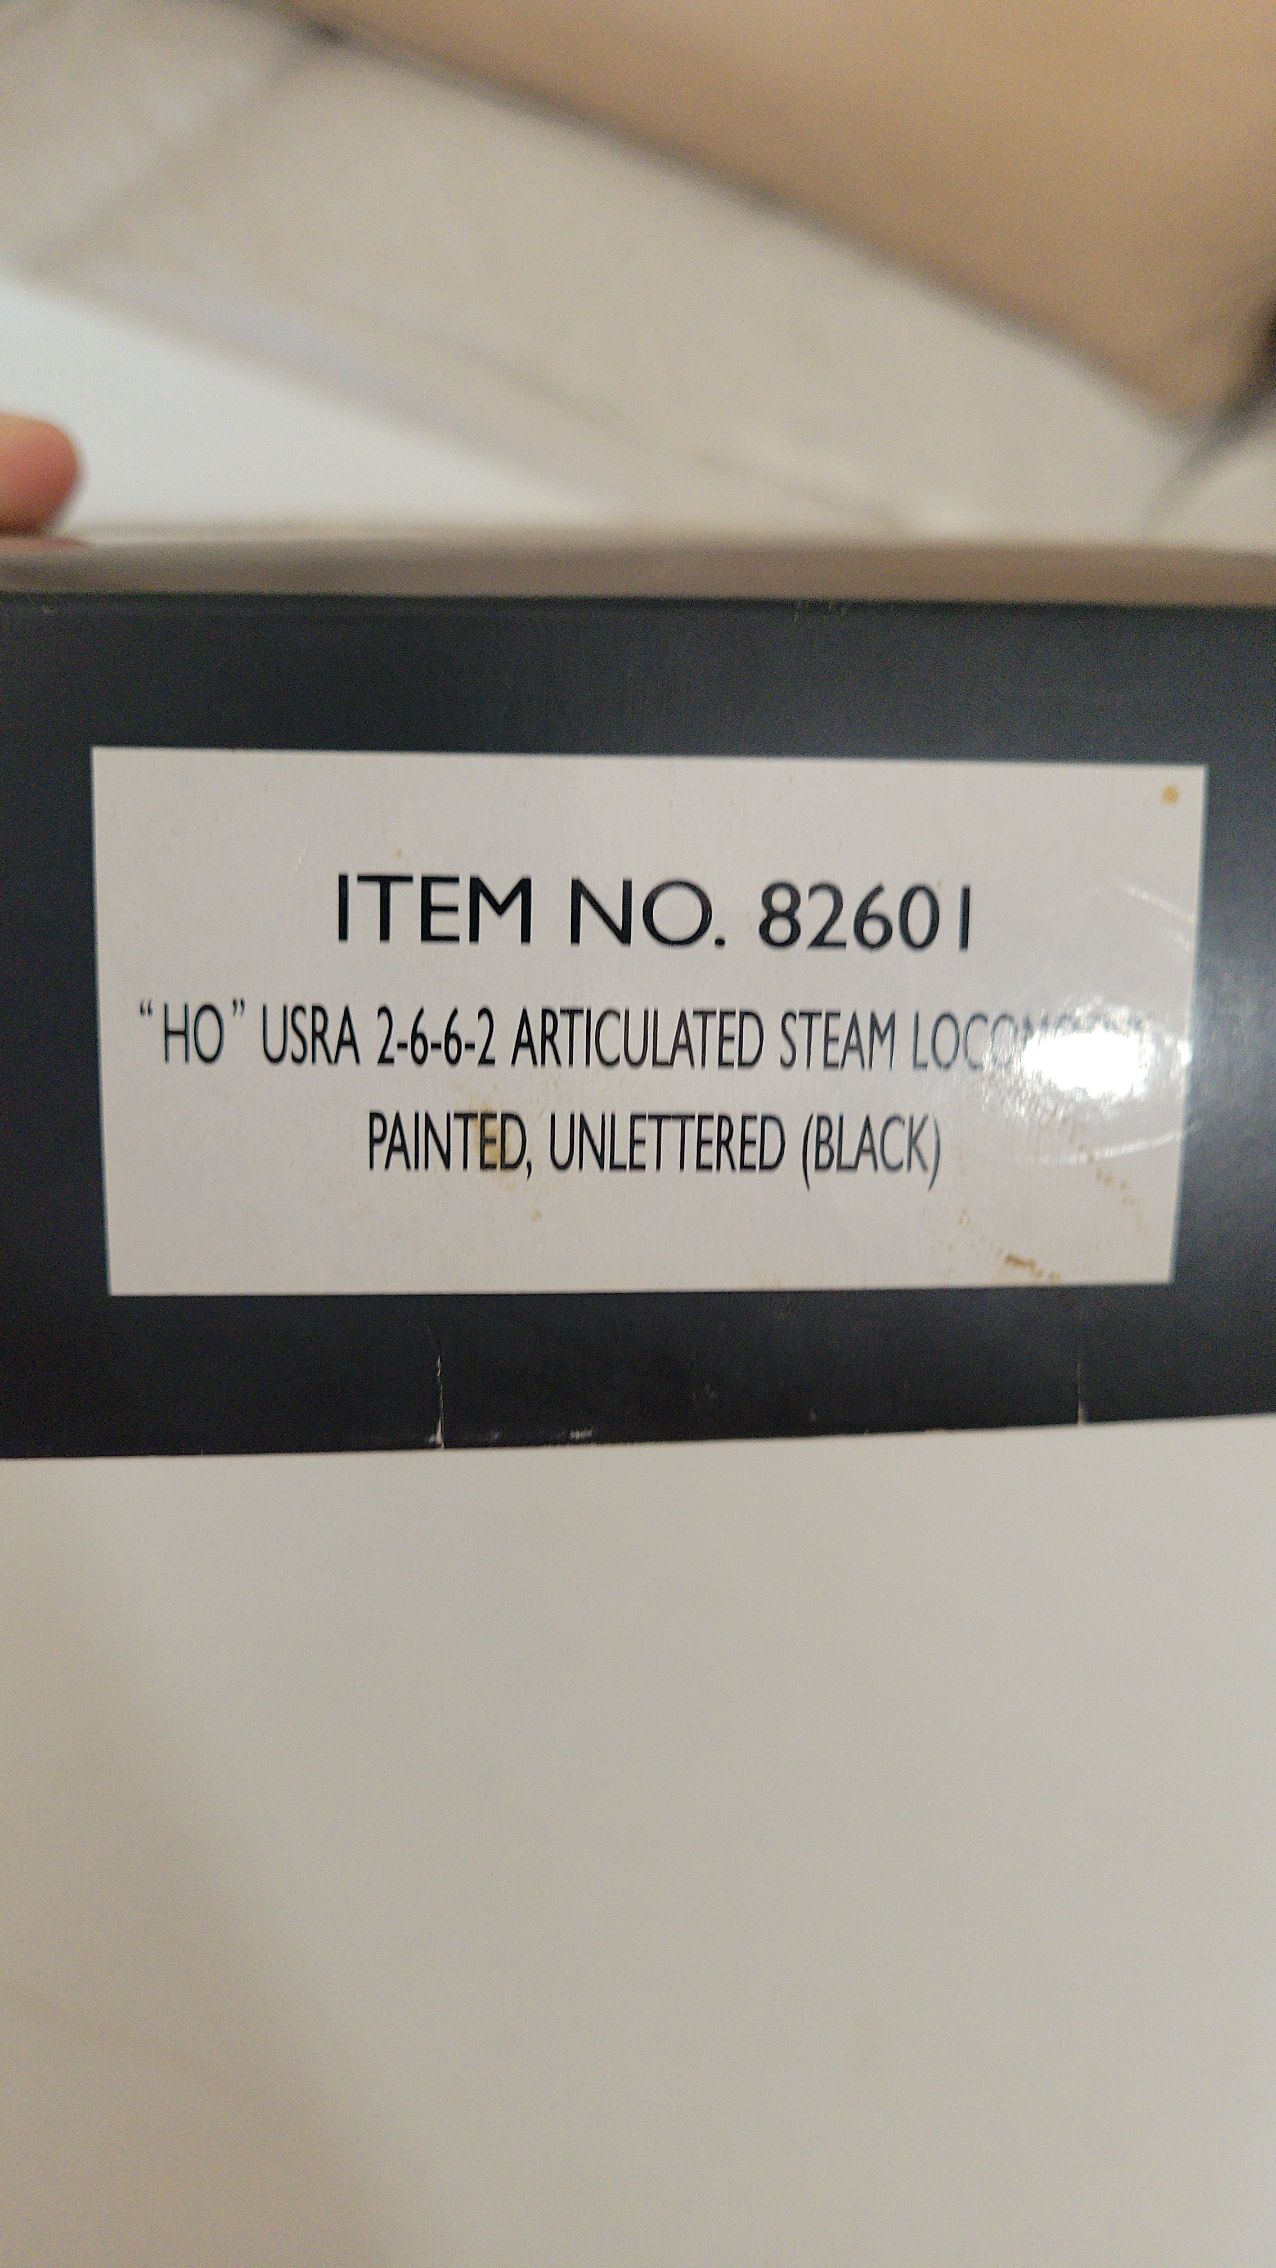 ITEM NO. 82601
"HO" USRA 2-6-6-2 ARTICULATED STEAM
PAINTED, UNLETTERED (BLACK)